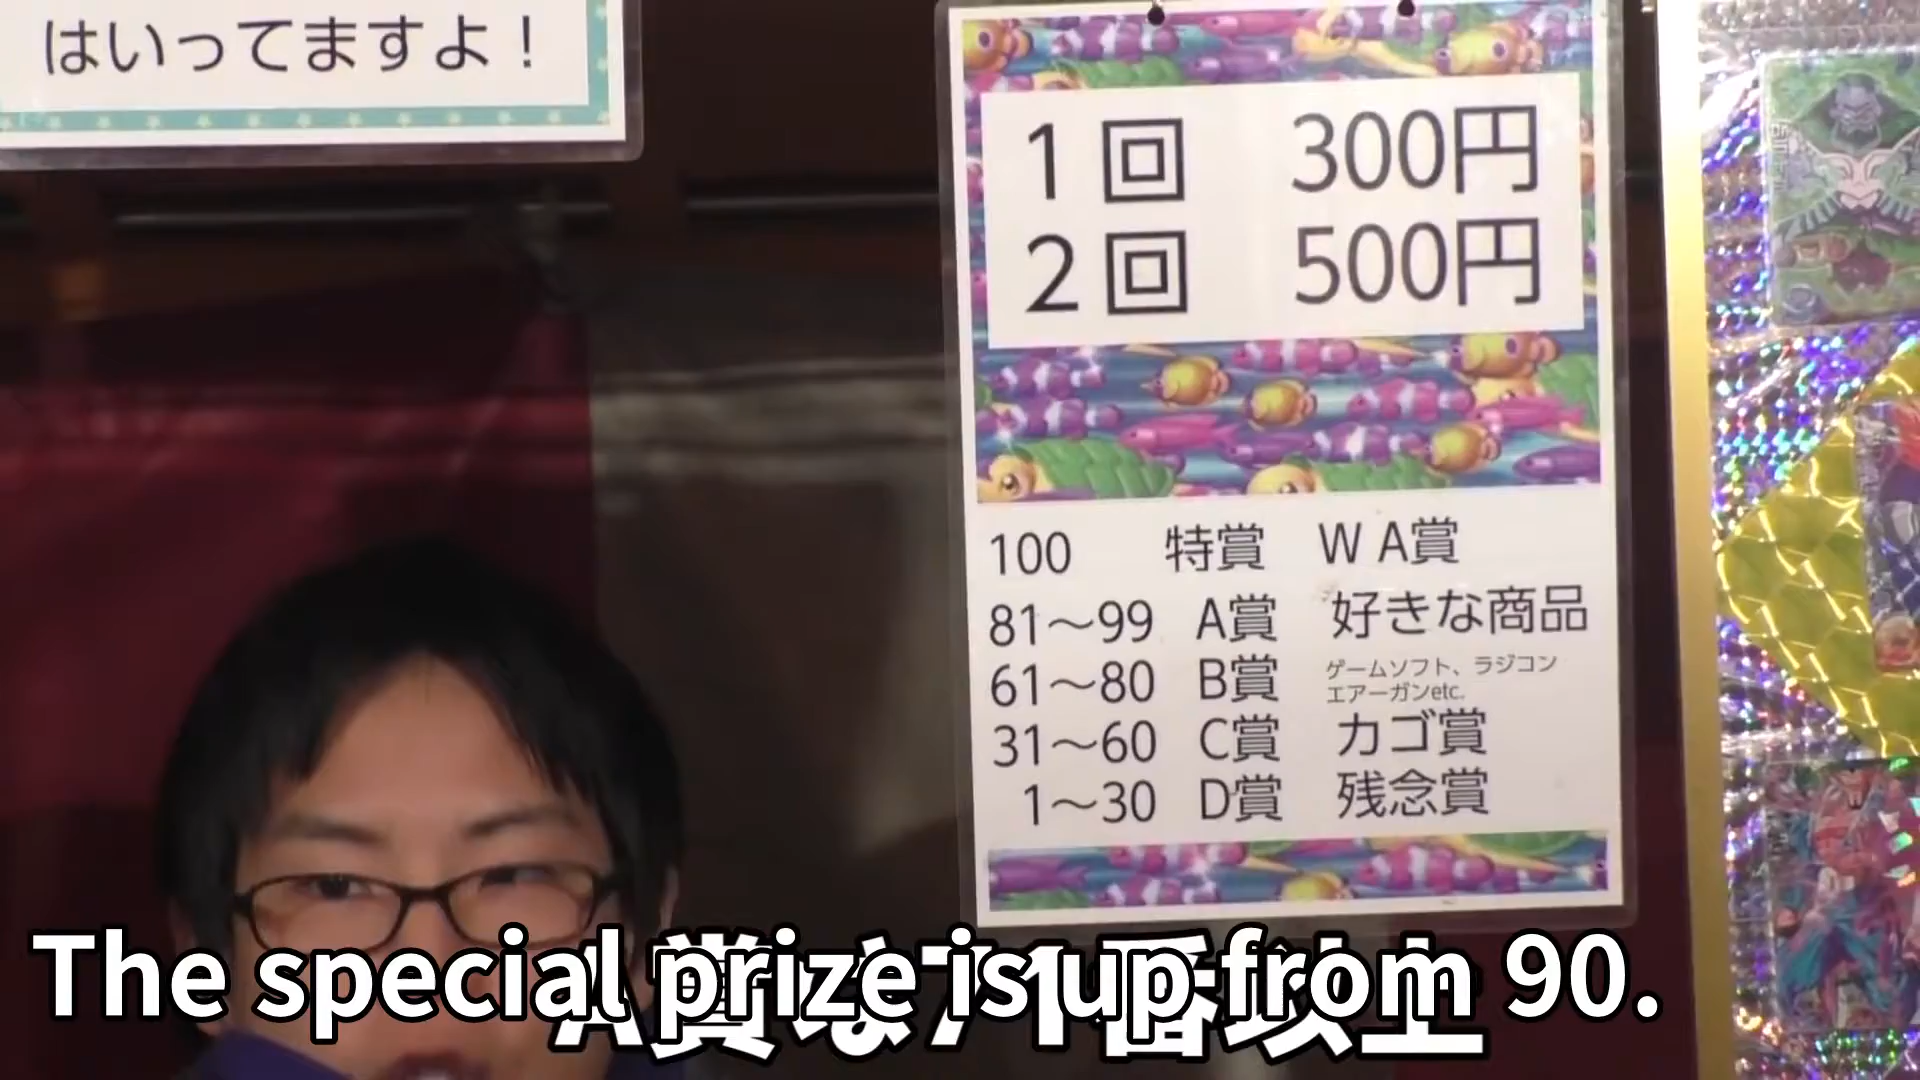 はいってますよ！
1回 300円
2回 500円
100 特賞 W A賞
81～99 A賞 好きな商品
61～80 B賞 ゲームソフト、ラジコン
エアーガンetc.
31～60 C賞 カゴ賞
1～30 D賞 残念賞
The special prize is up from 90.